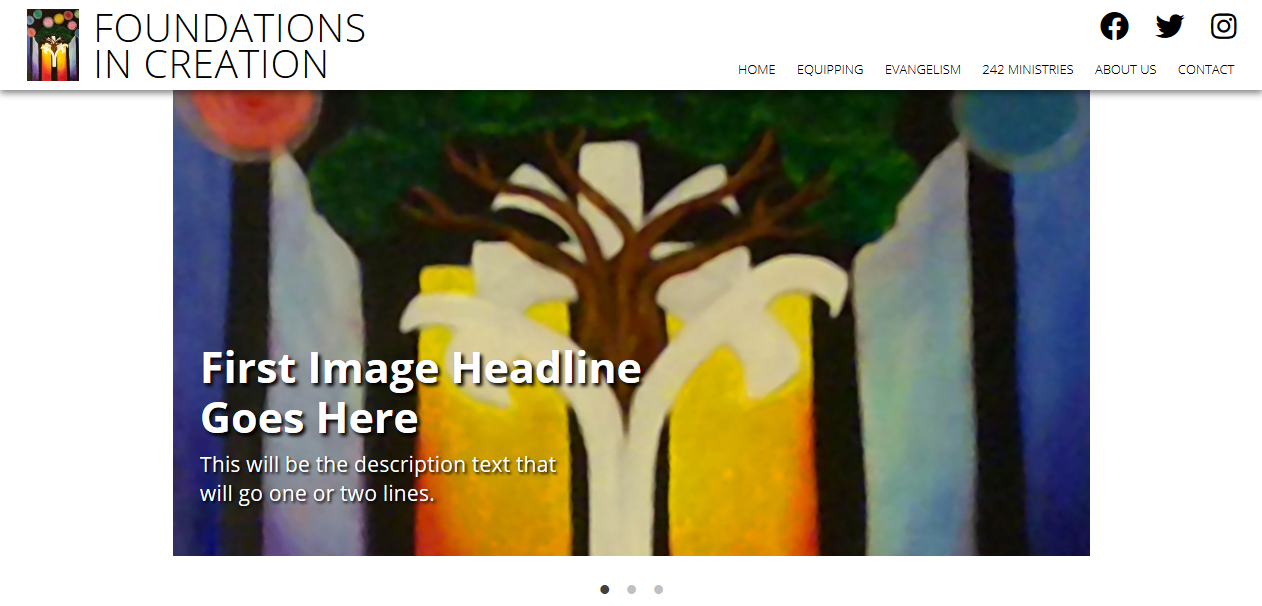 FOUNDATIONS
IN CREATION
HOME EQUIPPING EVANGELISM 242 MINISTRIES ABOUT US CONTACT
First Image Headline
Goes Here
This will be the description text that
will go one or two lines.